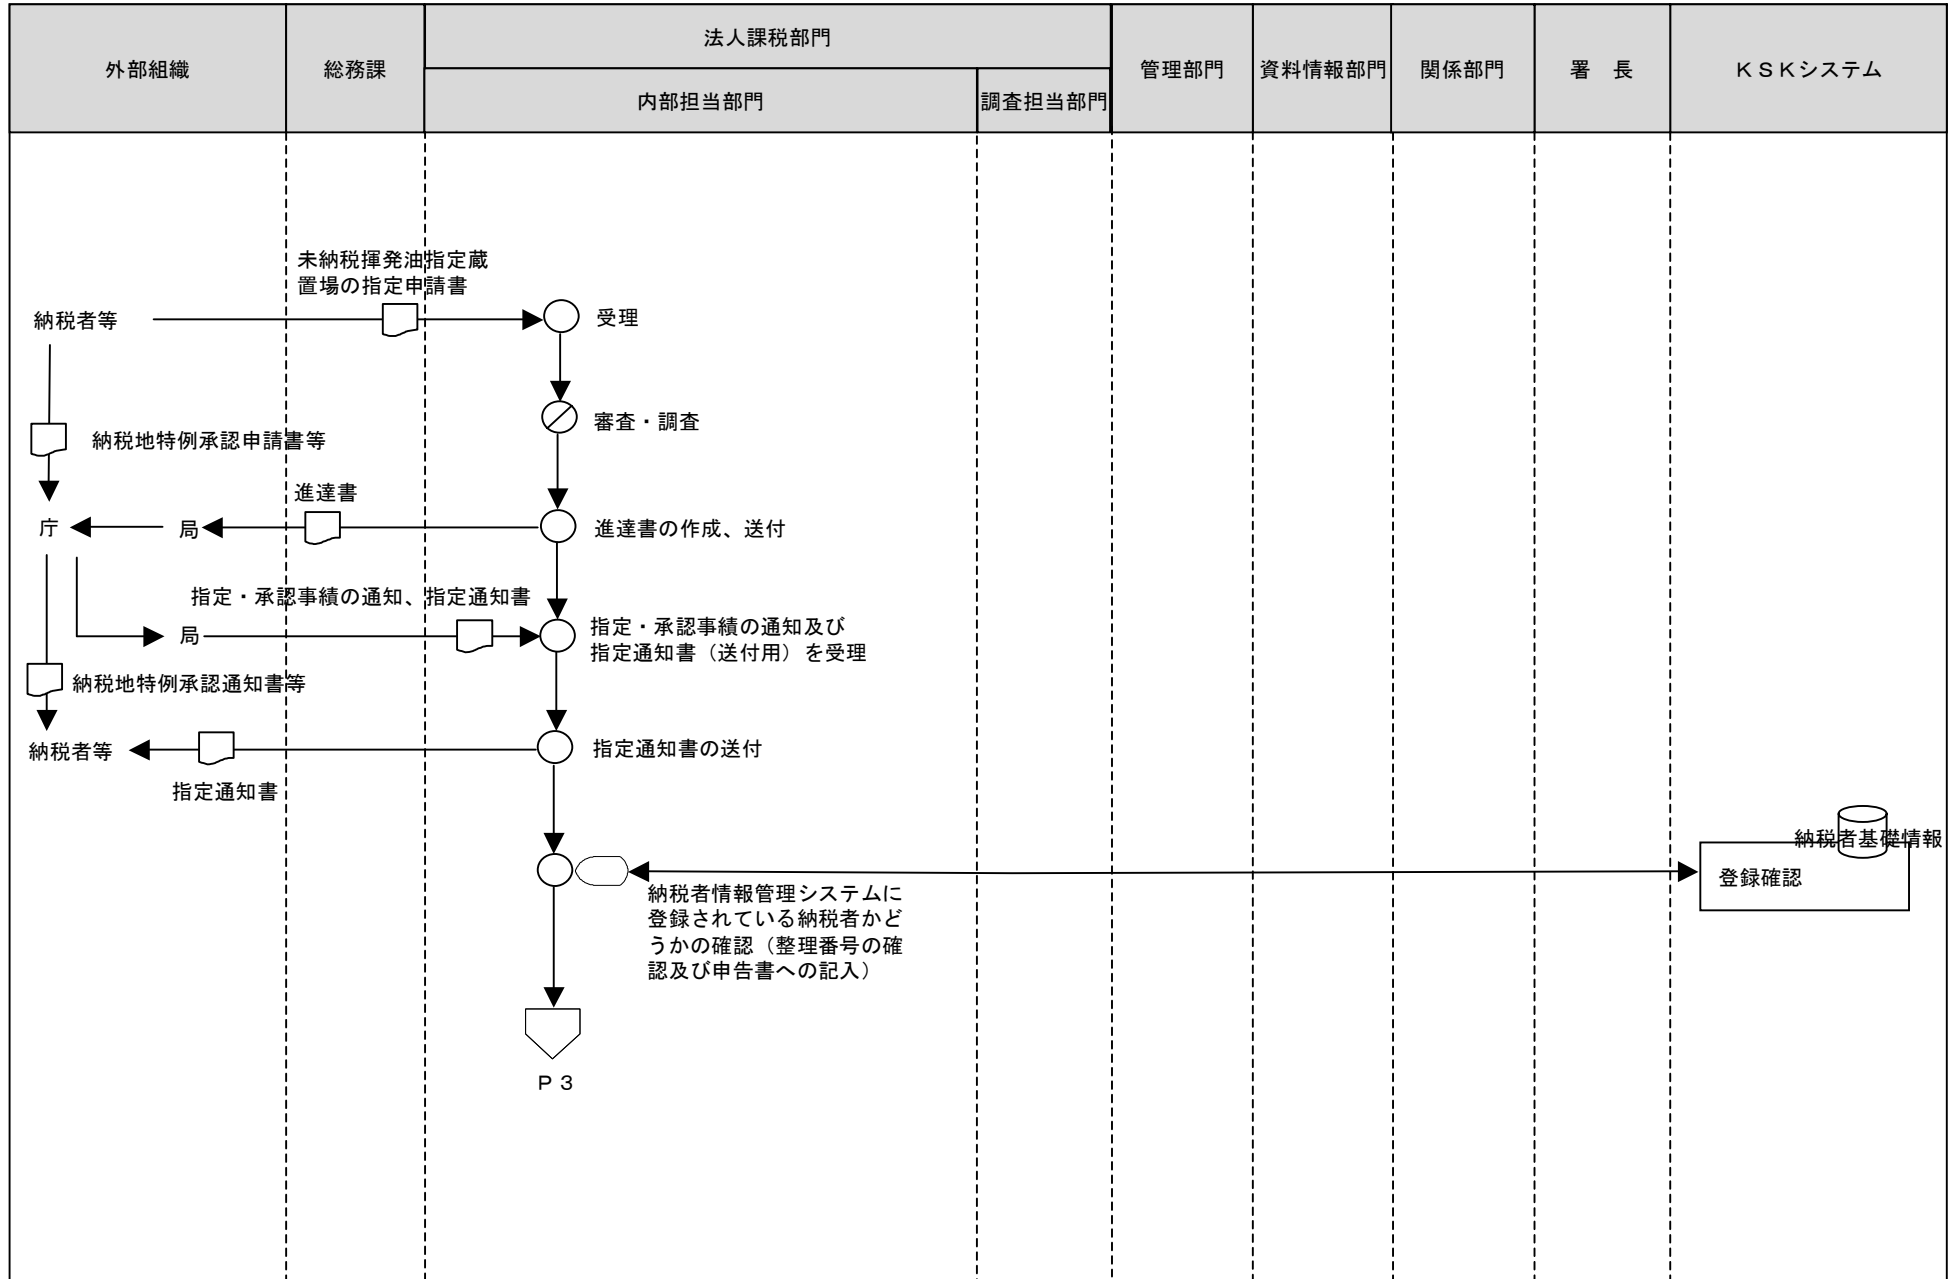 外部組織
総務課
法人課税部門
内部担当部門
調査担当部門
管理部門
資料情報部門
関係部門
署　長
ＫＳＫシステム
未納税揮発油指定蔵
置場の指定申請書
納税者等
受理
審査・調査
納税地特例承認申請書等
進達書
庁
局
進達書の作成、送付
指定・承認事績の通知、指定通知書
局
指定・承認事績の通知及び
指定通知書（送付用）を受理
納税地特例承認通知書等
納税者等
指定通知書の送付
指定通知書
納税者基礎情報
登録確認
納税者情報管理システムに
登録されている納税者かど
うかの確認（整理番号の確
認及び申告書への記入）
Ｐ３